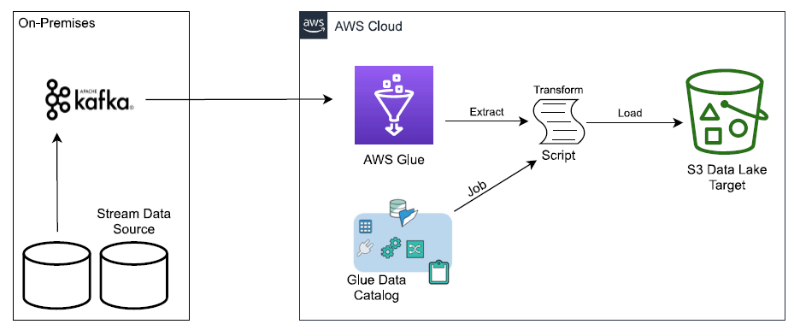 On-Premises
aws
AWS Cloud
APACHE
kafka®
Stream Data
Source
AWS Glue
Extract
Transform
Script
Load
S3 Data Lake
Target
Job
Glue Data
Catalog